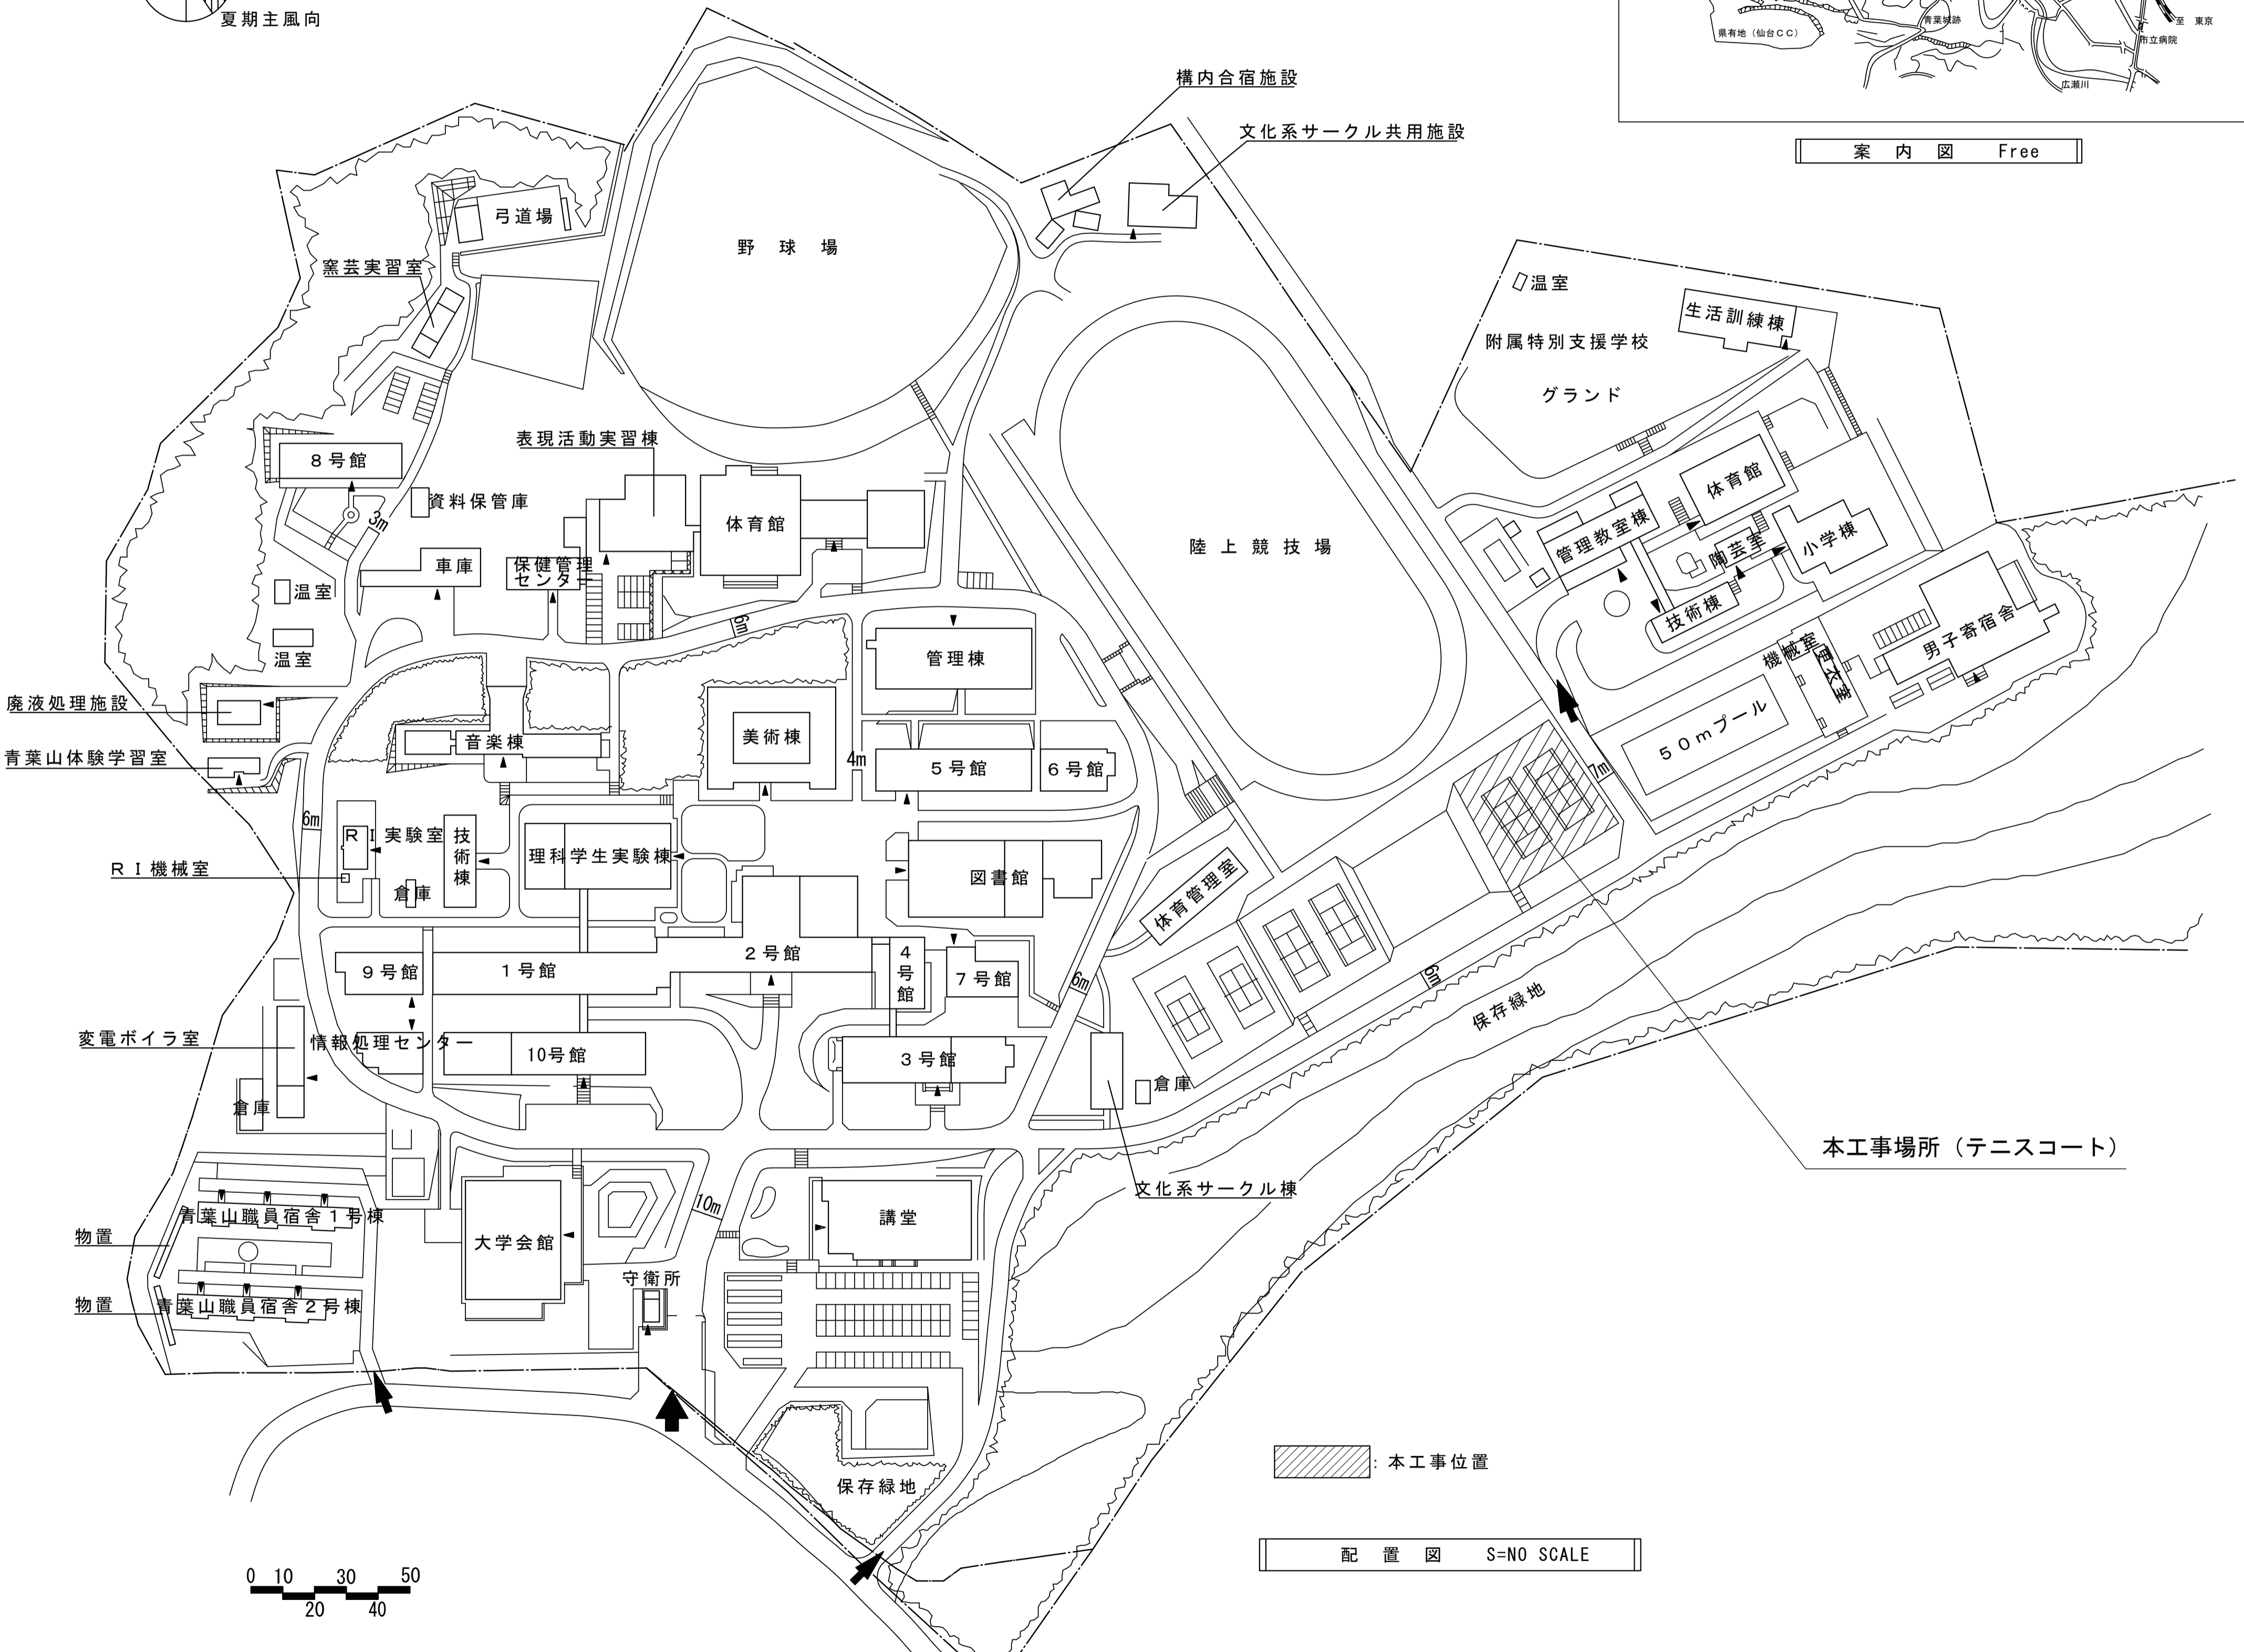 夏期主風向
青葉城跡
至 東京
県有地（仙台ＣＣ）
市立病院
広瀬川
案内図 Free
構内合宿施設
文化系サークル共用施設
弓道場
野球場
窯芸実習室
温室
生活訓練棟
附属特別支援学校
グランド
表現活動実習棟
８号館
資料保管庫
3m
体育館
体育館
管理教室棟
陶芸室
小学棟
陸上競技場
車庫
保健管理
センター
温室
技術棟
男子寄宿舎
6m
機械室
更衣室
温室
管理棟
廃液処理施設
音楽棟
美術棟
５０ｍプール
青葉山体験学習室
4m
５号館
６号館
7m
6m
ＲＩ実験室
技術棟
理科学生実験棟
ＲＩ機械室
倉庫
図書館
体育管理室
９号館
１号館
２号館
４号館
７号館
6m
6m
保存緑地
変電ボイラ室
情報処理センター
10号館
３号館
倉庫
倉庫
本工事場所（テニスコート）
文化系サークル棟
青葉山職員宿舎１号棟
10m
講堂
物置
大学会館
守衛所
物置
青葉山職員宿舎２号棟
：本工事位置
保存緑地
配置図 S=NO SCALE
0 10 30 50
20 40